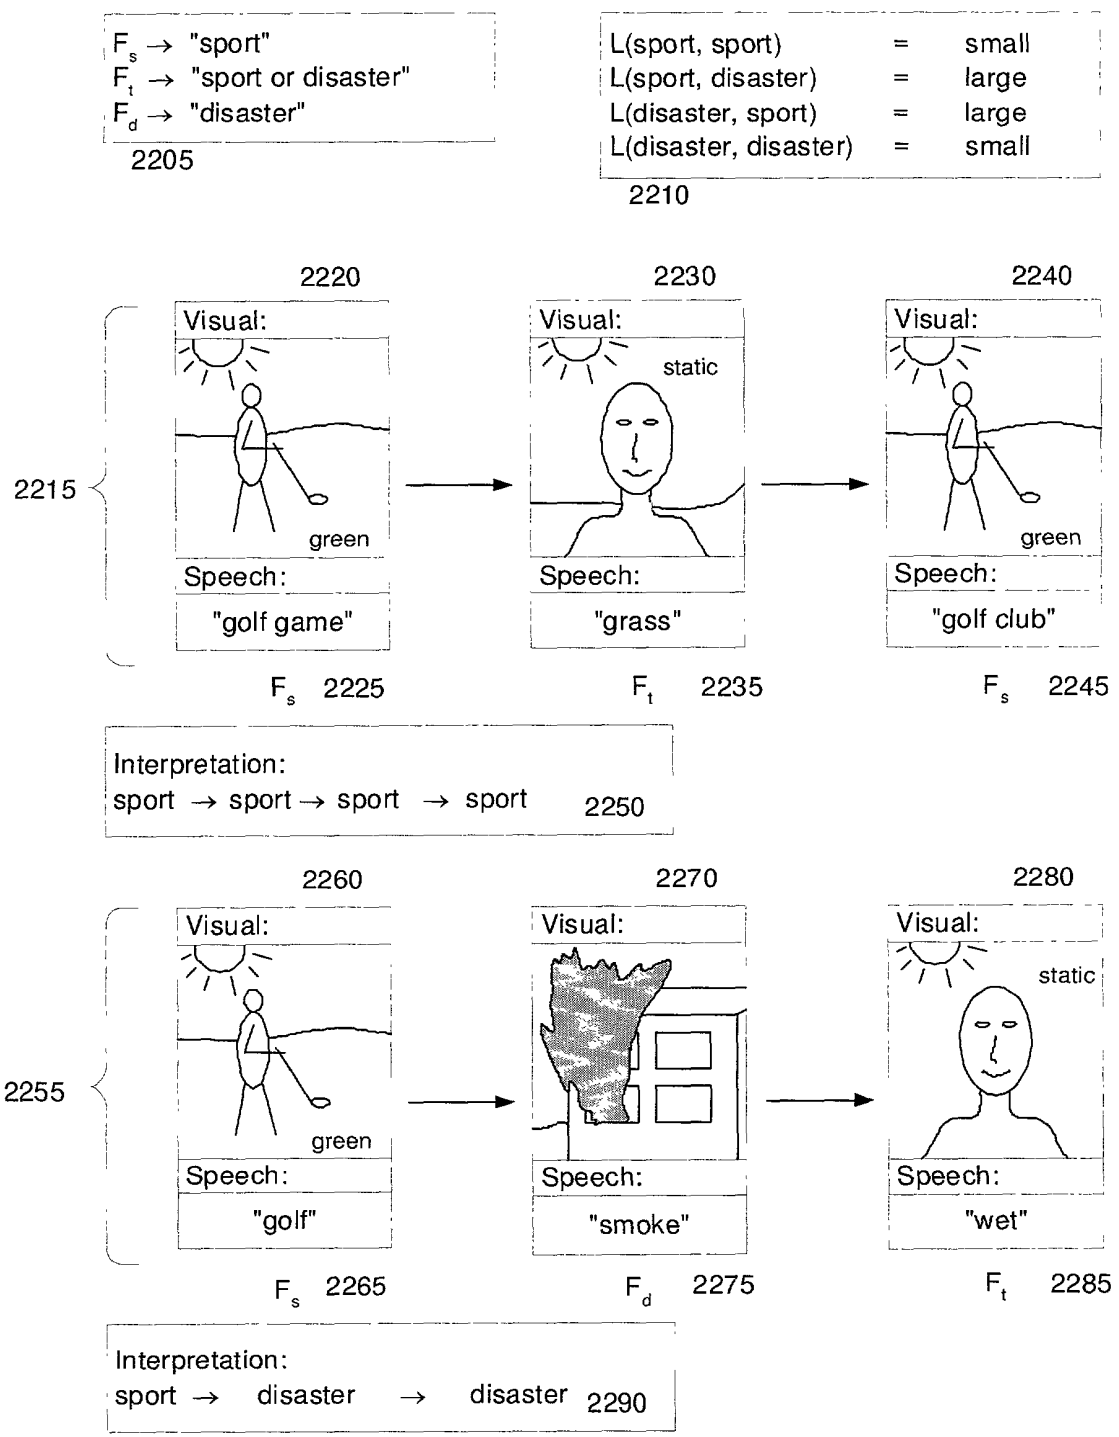 F_s → "sport"
F_t → "sport or disaster"
F_d → "disaster"
2205
L(sport, sport) = small
L(sport, disaster) = large
L(disaster, sport) = large
L(disaster, disaster) = small
2210
2220 2230 2240
Visual: Visual: Visual:
static
2215
green green
Speech: Speech: Speech:
"golf game" "grass" "golf club"
F_s 2225 F_t 2235 F_s 2245
Interpretation:
sport → sport → sport → sport 2250
2260 2270 2280
Visual: Visual: Visual:
static
2255
green
Speech: Speech: Speech:
"golf" "smoke" "wet"
F_s 2265 F_d 2275 F_t 2285
Interpretation:
sport → disaster → disaster 2290